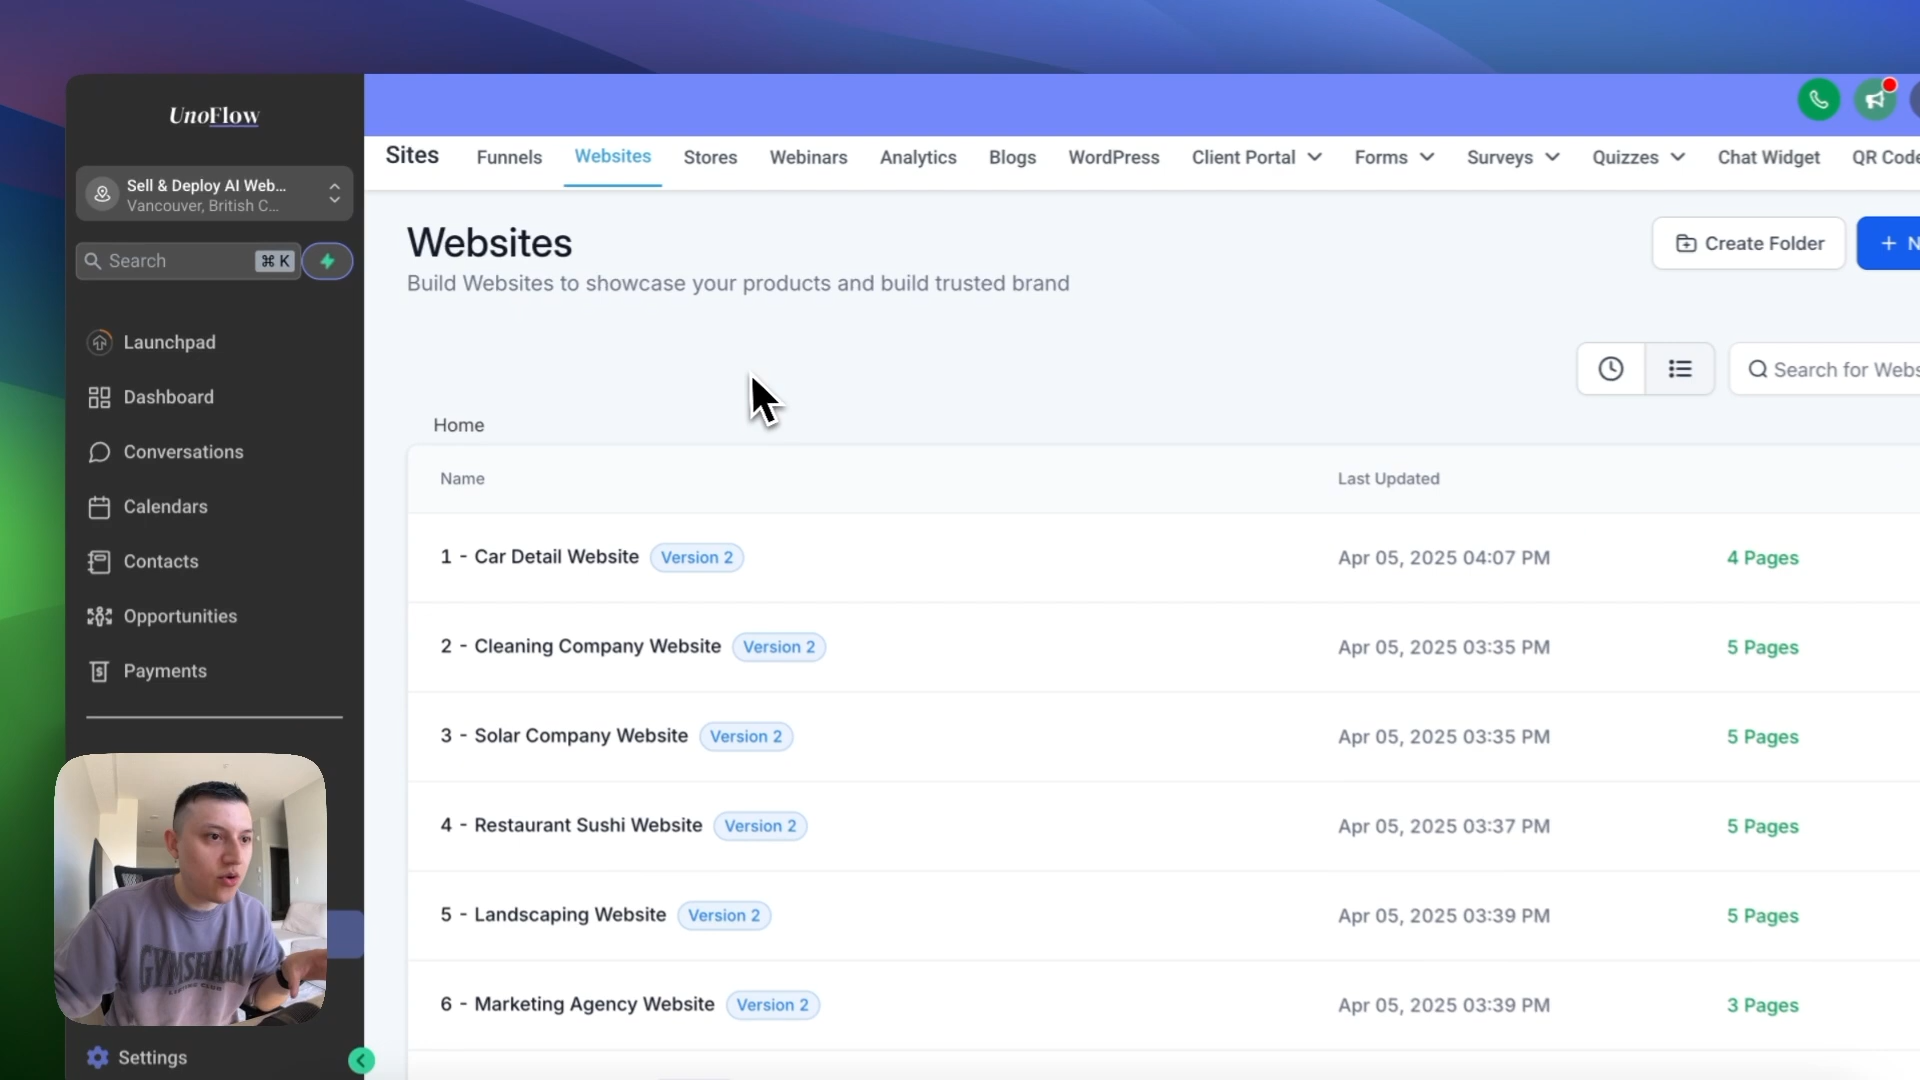 UnoFlow
Sell & Deploy AI Web...
Vancouver, British C...
Search ⌘ K
Launchpad
Dashboard
Conversations
Calendars
Contacts
Opportunities
Payments
Settings
Sites Funnels Websites Stores Webinars Analytics Blogs WordPress Client Portal Forms Surveys Quizzes Chat Widget QR Code
Websites
Build Websites to showcase your products and build trusted brand
Create Folder
+ N
Search for Webs
Home
Name Last Updated
1 - Car Detail Website Version 2 Apr 05, 2025 04:07 PM 4 Pages
2 - Cleaning Company Website Version 2 Apr 05, 2025 03:35 PM 5 Pages
3 - Solar Company Website Version 2 Apr 05, 2025 03:35 PM 5 Pages
4 - Restaurant Sushi Website Version 2 Apr 05, 2025 03:37 PM 5 Pages
5 - Landscaping Website Version 2 Apr 05, 2025 03:39 PM 5 Pages
6 - Marketing Agency Website Version 2 Apr 05, 2025 03:39 PM 3 Pages
GYMSHARK